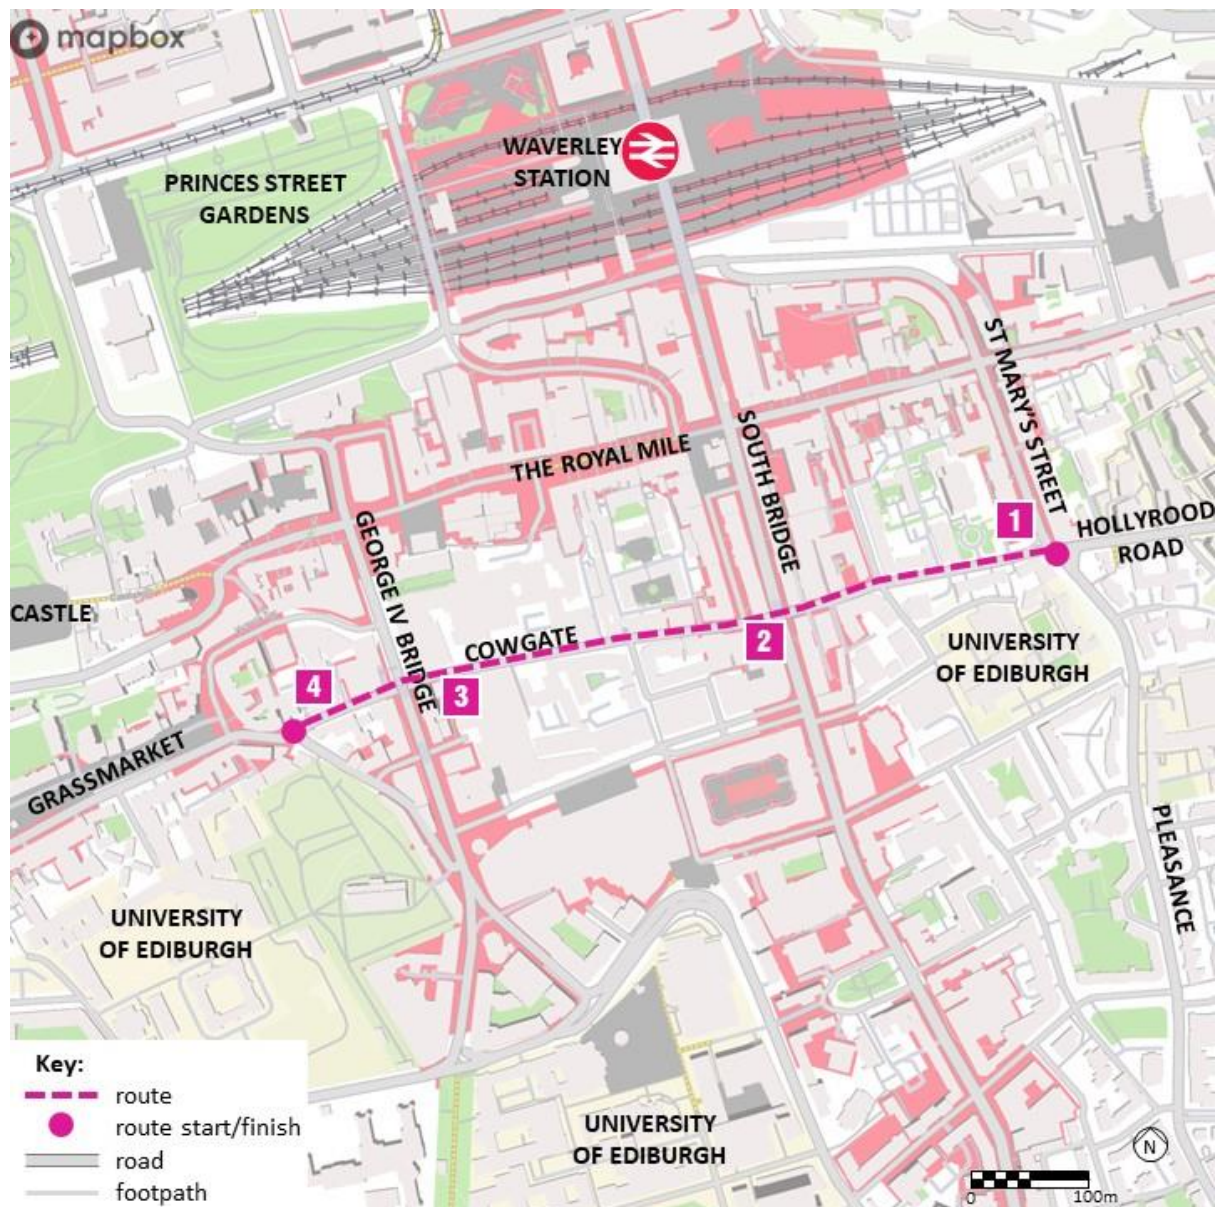 mapbox
WAVERLEY
STATION
PRINCES STREET
GARDENS
ST MARY'S STREET
THE ROYAL MILE
SOUTH BRIDGE
1
HOLLYROOD
ROAD
GEORGE IV BRIDGE
CASTLE
COWGATE
2
UNIVERSITY
OF EDIBURGH
4
3
GRASSMARKET
PLEASANCE
UNIVERSITY
OF EDIBURGH
Key:
route
route start/finish
road
footpath
UNIVERSITY
OF EDIBURGH
N
0 100m